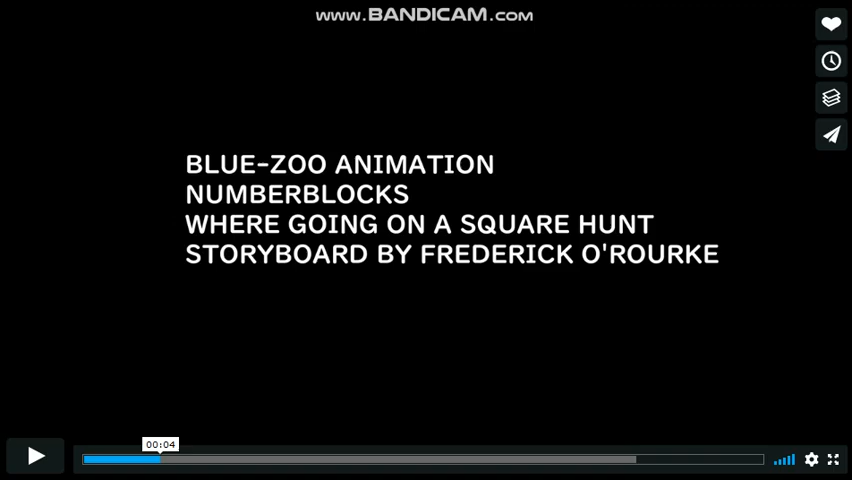 www.BANDICAM.com
BLUE-ZOO ANIMATION
NUMBERBLOCKS
WHERE GOING ON A SQUARE HUNT
STORYBOARD BY FREDERICK O'ROURKE
00:04